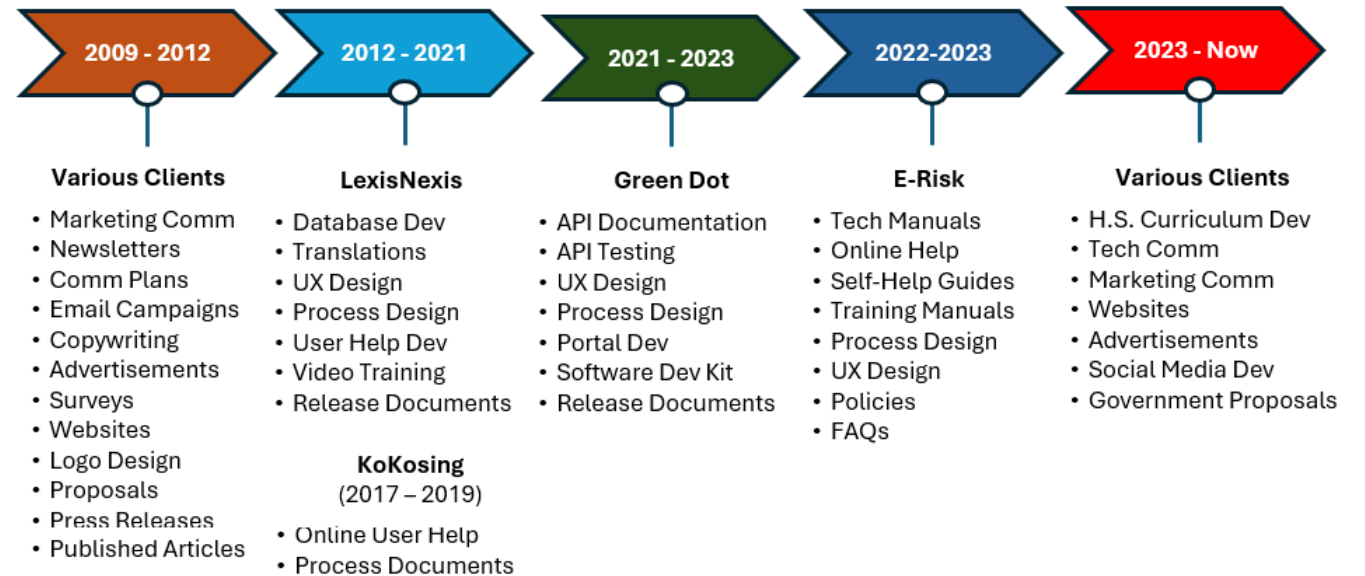 2009 - 2012
2012 - 2021
2021 - 2023
2022-2023
2023 - Now
Various Clients
• Marketing Comm
• Newsletters
• Comm Plans
• Email Campaigns
• Copywriting
• Advertisements
• Surveys
• Websites
• Logo Design
• Proposals
• Press Releases
• Published Articles
LexisNexis
• Database Dev
• Translations
• UX Design
• Process Design
• User Help Dev
• Video Training
• Release Documents
KoKosing
(2017 – 2019)
• Online User Help
• Process Documents
Green Dot
• API Documentation
• API Testing
• UX Design
• Process Design
• Portal Dev
• Software Dev Kit
• Release Documents
E-Risk
• Tech Manuals
• Online Help
• Self-Help Guides
• Training Manuals
• Process Design
• UX Design
• Policies
• FAQs
Various Clients
• H.S. Curriculum Dev
• Tech Comm
• Marketing Comm
• Websites
• Advertisements
• Social Media Dev
• Government Proposals